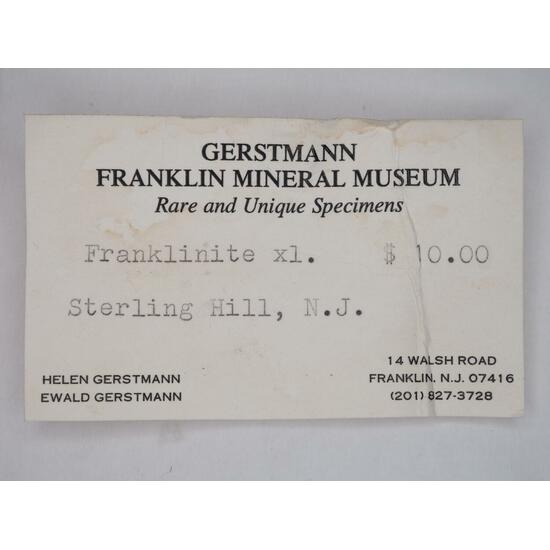 GERSTMANN
FRANKLIN MINERAL MUSEUM
Rare and Unique Specimens
Franklinite xl. $ 10.00
Sterling Hill, N.J.
HELEN GERSTMANN
EWALD GERSTMANN
14 WALSH ROAD
FRANKLIN, N.J. 07416
(201) 827-3728